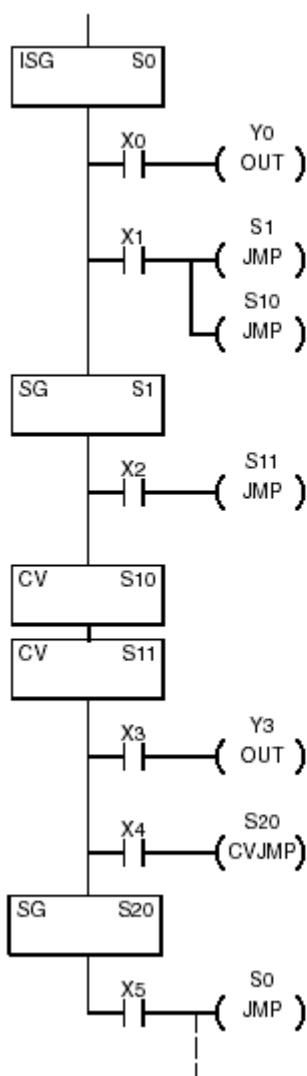 ISG S0
X0
Y0
OUT
X1
S1
JMP
S10
JMP
SG S1
X2
S11
JMP
CV S10
CV S11
X3
Y3
OUT
X4
S20
CVJMP
SG S20
X5
S0
JMP